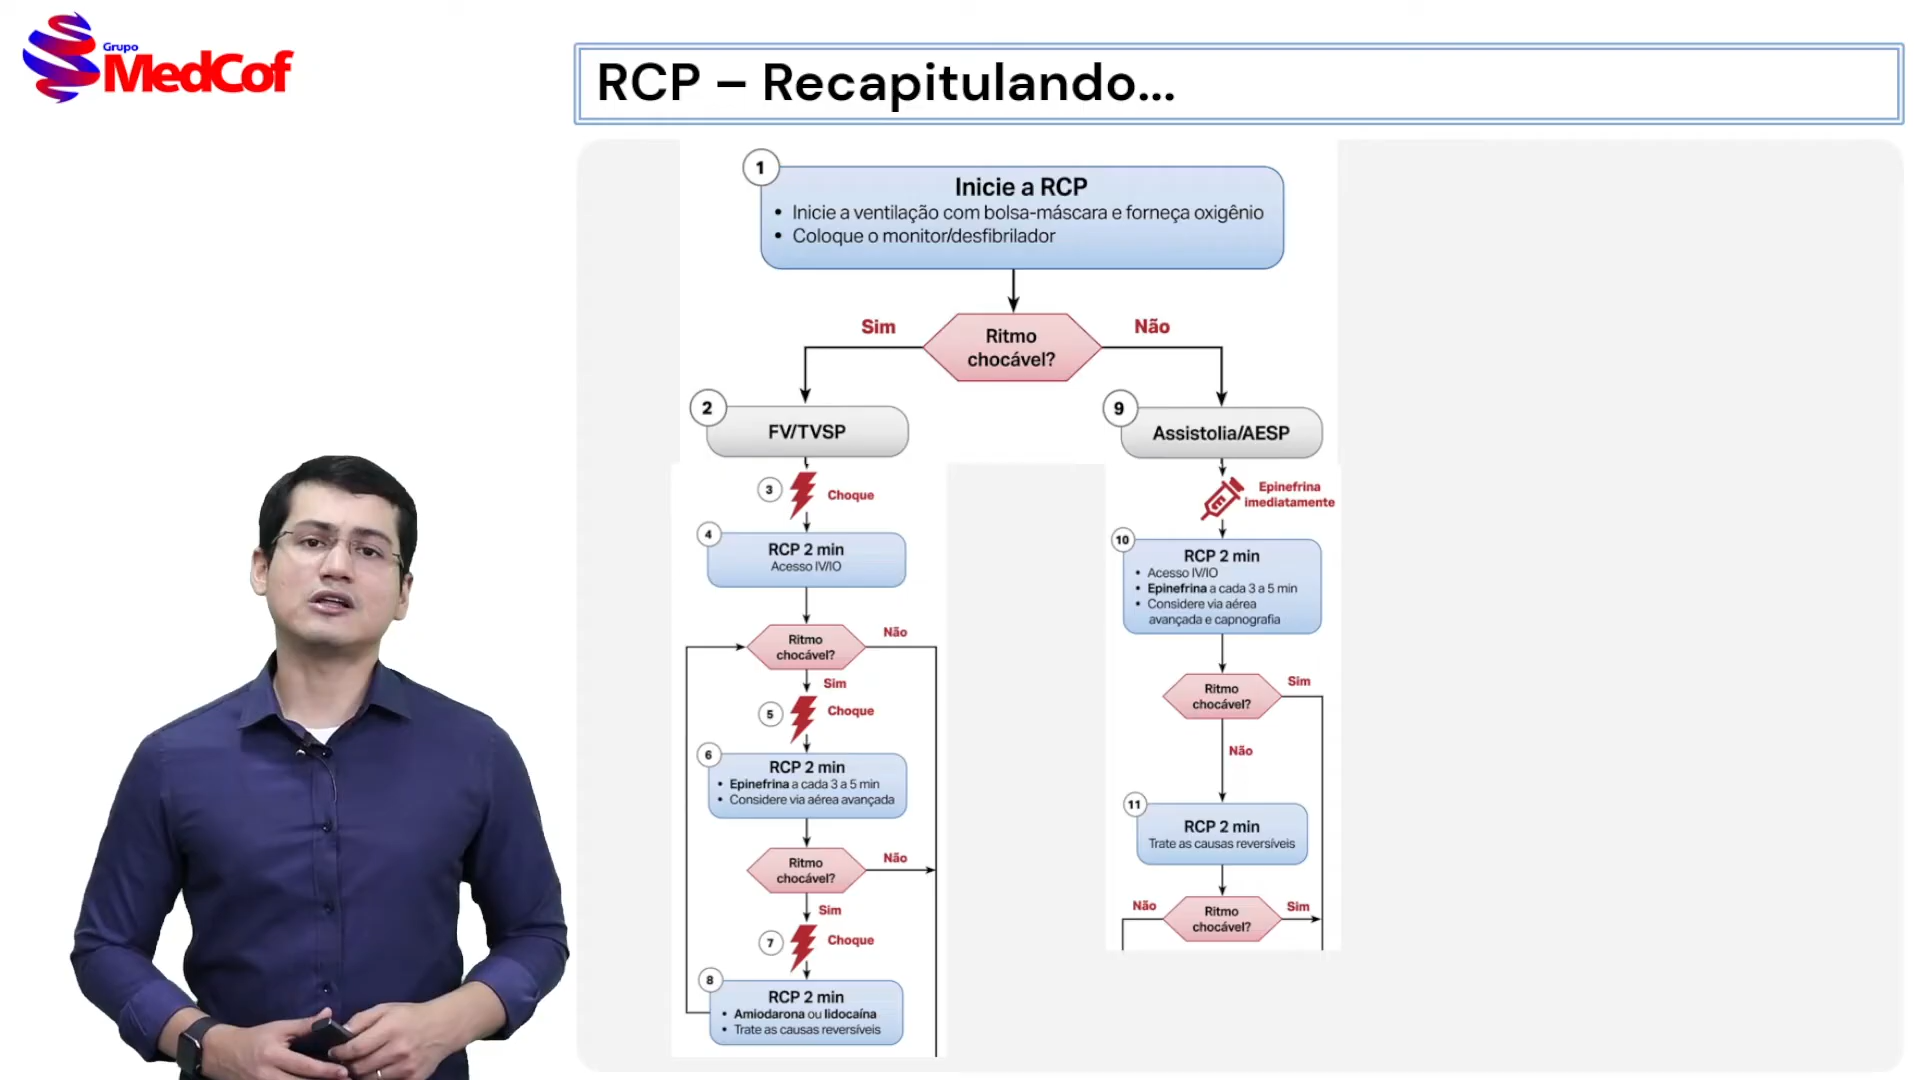 Grupo
MedCof
RCP – Recapitulando...
1
Inicie a RCP
• Inicie a ventilação com bolsa-máscara e forneça oxigênio
• Coloque o monitor/desfibrilador
Sim
Ritmo
chocável?
Não
2
FV/TVSP
3
Choque
4
RCP 2 min
Acesso IV/IO
Ritmo
chocável?
Não
Sim
5
Choque
6
RCP 2 min
• Epinefrina a cada 3 a 5 min
• Considere via aérea avançada
Ritmo
chocável?
Não
Sim
7
Choque
8
RCP 2 min
• Amiodarona ou lidocaína
• Trate as causas reversíveis
9
Assistolia/AESP
Epinefrina
imediatamente
10
RCP 2 min
• Acesso IV/IO
• Epinefrina a cada 3 a 5 min
• Considere via aérea
avançada e capnografia
Ritmo
chocável?
Sim
Não
11
RCP 2 min
Trate as causas reversíveis
Não
Ritmo
chocável?
Sim